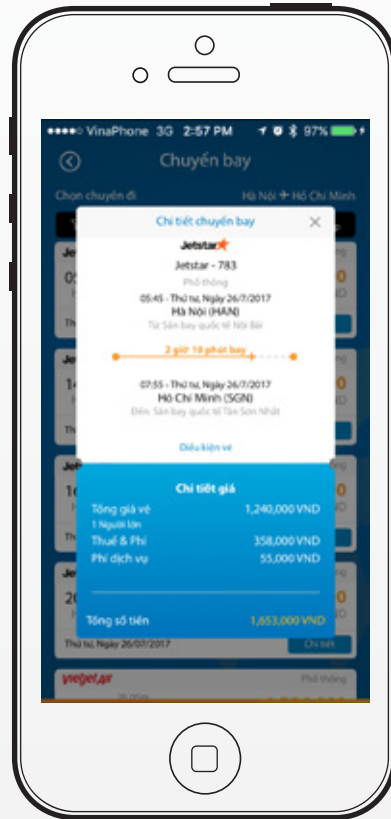 VinaPhone 3G 2:57 PM 97%
Chuyến bay
Chọn chuyến đi Hà Nội Hồ Chí Minh
Chi tiết chuyến bay
Jetstar
Jetstar - 783
Phổ thông
05:45 - Thứ tư, Ngày 26/7/2017
Hà Nội (HAN)
Từ: Sân bay quốc tế Nội Bài
2 giờ 10 phút bay
07:55 - Thứ tư, Ngày 26/7/2017
Hồ Chí Minh (SGN)
Đến: Sân bay quốc tế Tân Sơn Nhất
Điều kiện vé
Chi tiết giá
Tổng giá vé 1,240,000 VND
1 Người lớn
Thuế & Phí 358,000 VND
Phí dịch vụ 55,000 VND
Tổng số tiền 1,653,000 VND
Thứ tư, Ngày 26/07/2017 Chi tiết
vietjet Air Phổ thông